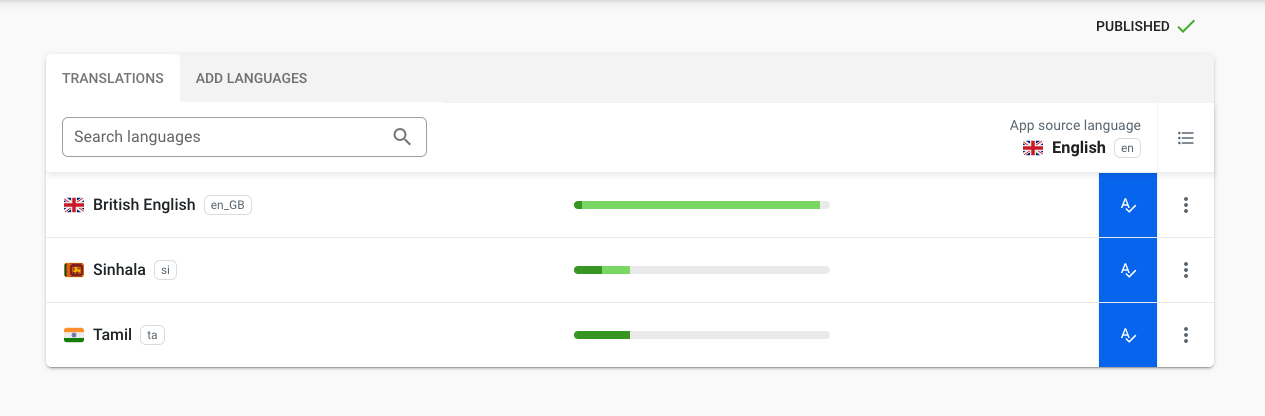 PUBLISHED
TRANSLATIONS ADD LANGUAGES
Search languages
App source language
English en
British English en_GB
Sinhala si
Tamil ta